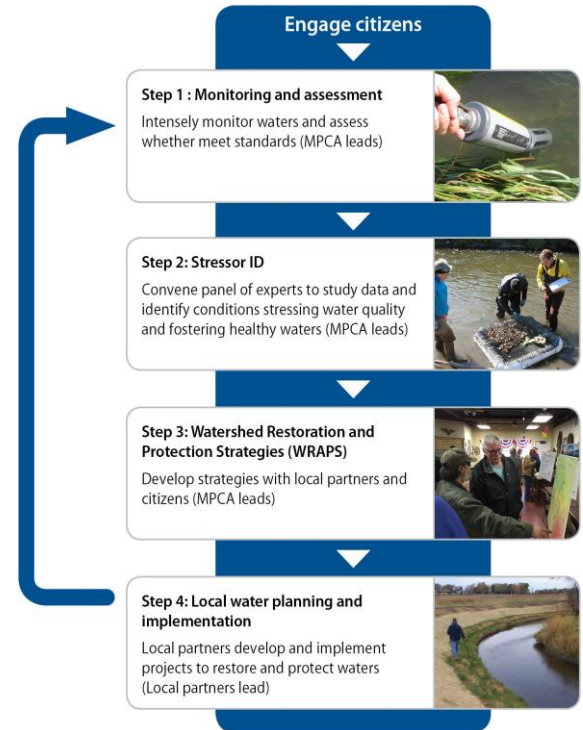 Engage citizens
Step 1 : Monitoring and assessment
Intensely monitor waters and assess
whether meet standards (MPCA leads)
Step 2: Stressor ID
Convene panel of experts to study data and
identify conditions stressing water quality
and fostering healthy waters (MPCA leads)
Step 3: Watershed Restoration and
Protection Strategies (WRAPS)
Develop strategies with local partners and
citizens (MPCA leads)
Step 4: Local water planning and
implementation
Local partners develop and implement
projects to restore and protect waters
(Local partners lead)